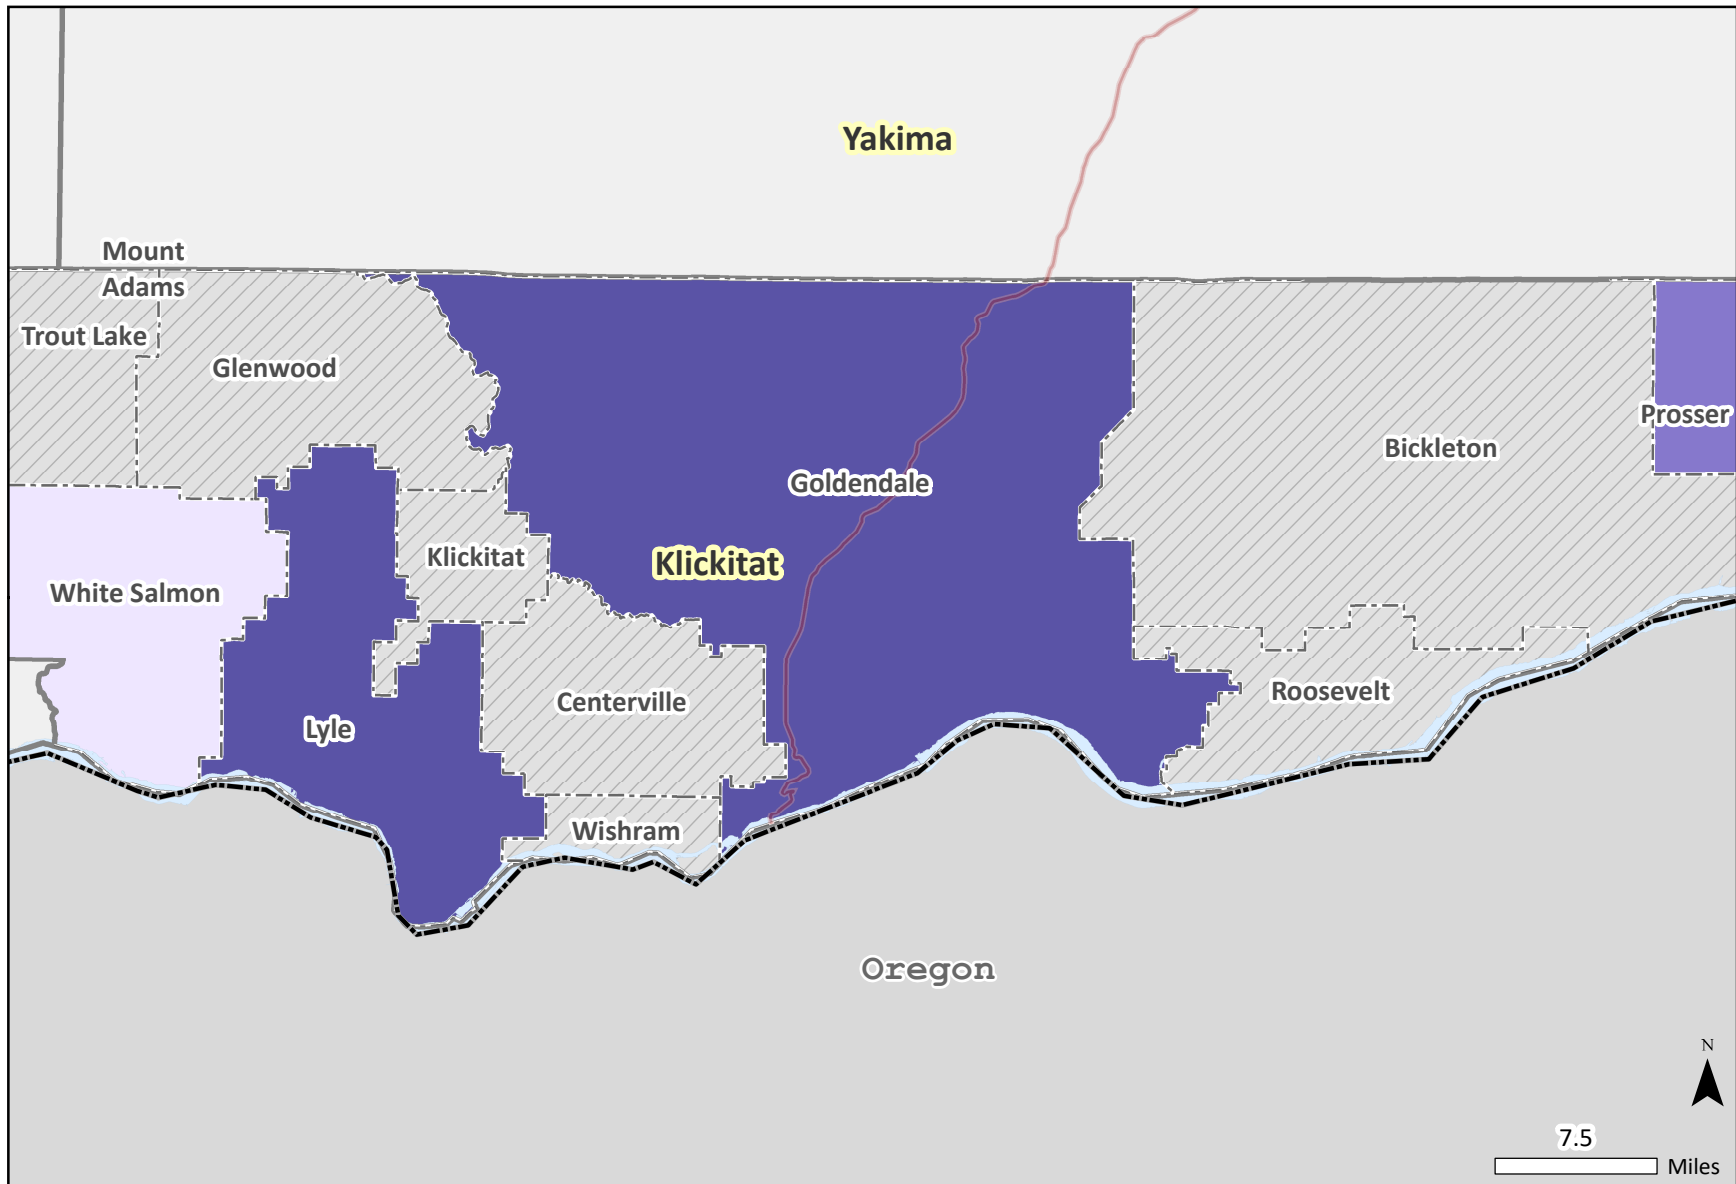 Yakima
Mount
Adams
Trout Lake
Glenwood
Prosser
Bickleton
Goldendale
Klickitat
Klickitat
White Salmon
Roosevelt
Centerville
Lyle
Wishram
Oregon
N
7.5
Miles